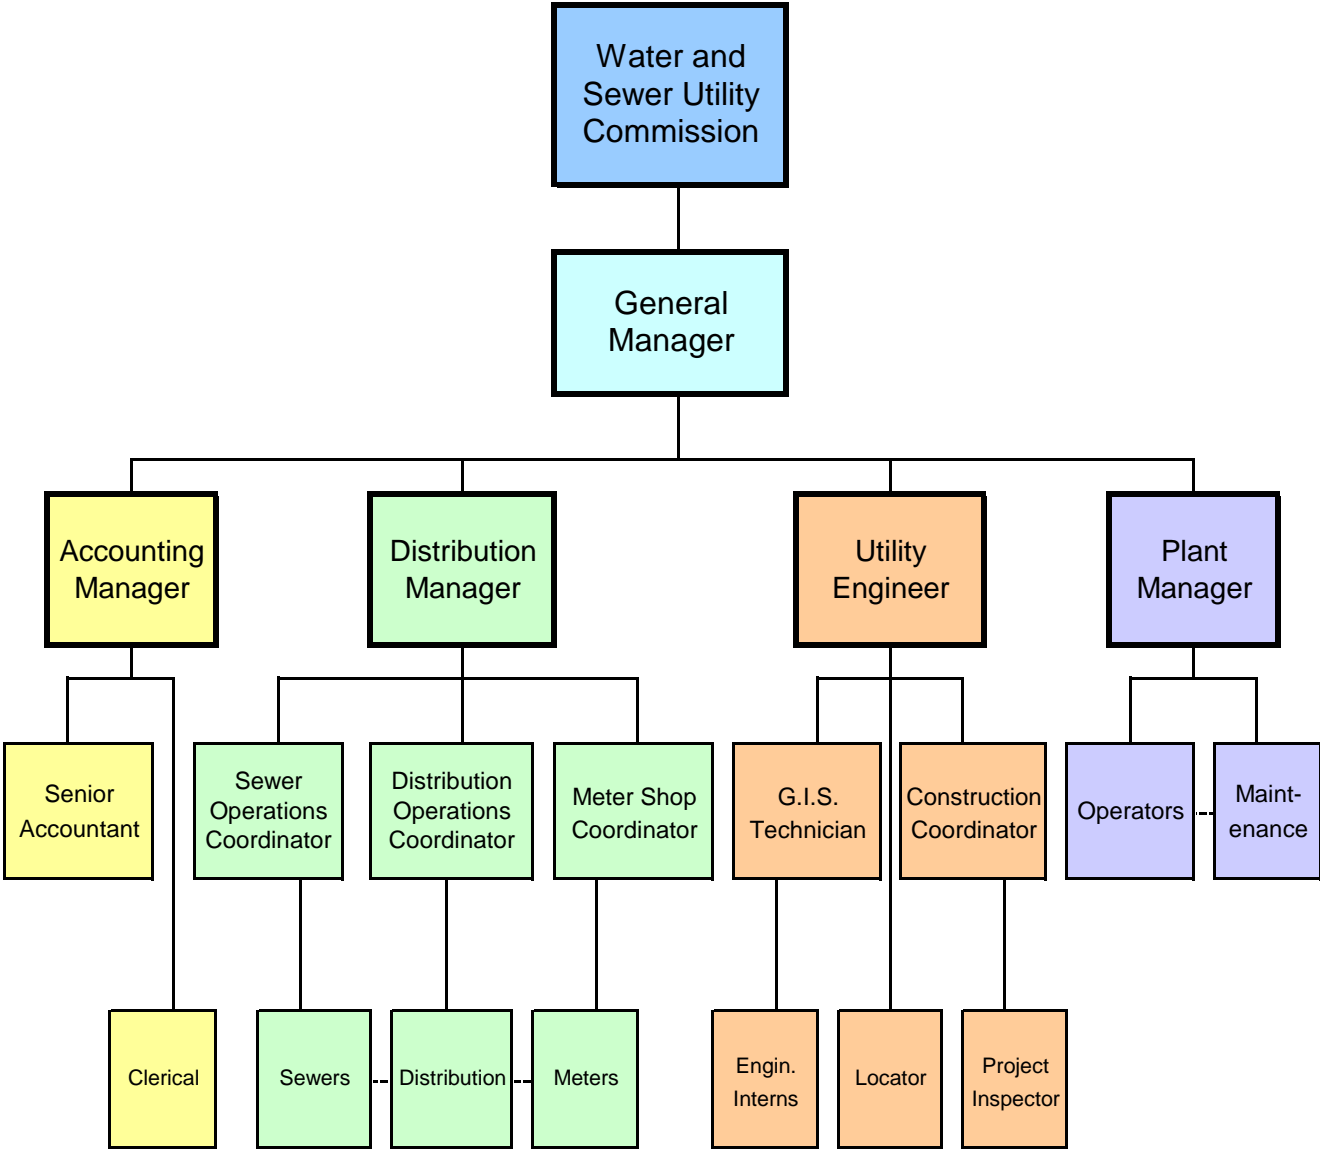 Water and
Sewer Utility
Commission
General
Manager
Accounting
Manager
Distribution
Manager
Utility
Engineer
Plant
Manager
Senior
Accountant
Sewer
Operations
Coordinator
Distribution
Operations
Coordinator
Meter Shop
Coordinator
G.I.S.
Technician
Construction
Coordinator
Operators
Maint-
enance
Clerical
Sewers
Distribution
Meters
Engin.
Interns
Locator
Project
Inspector